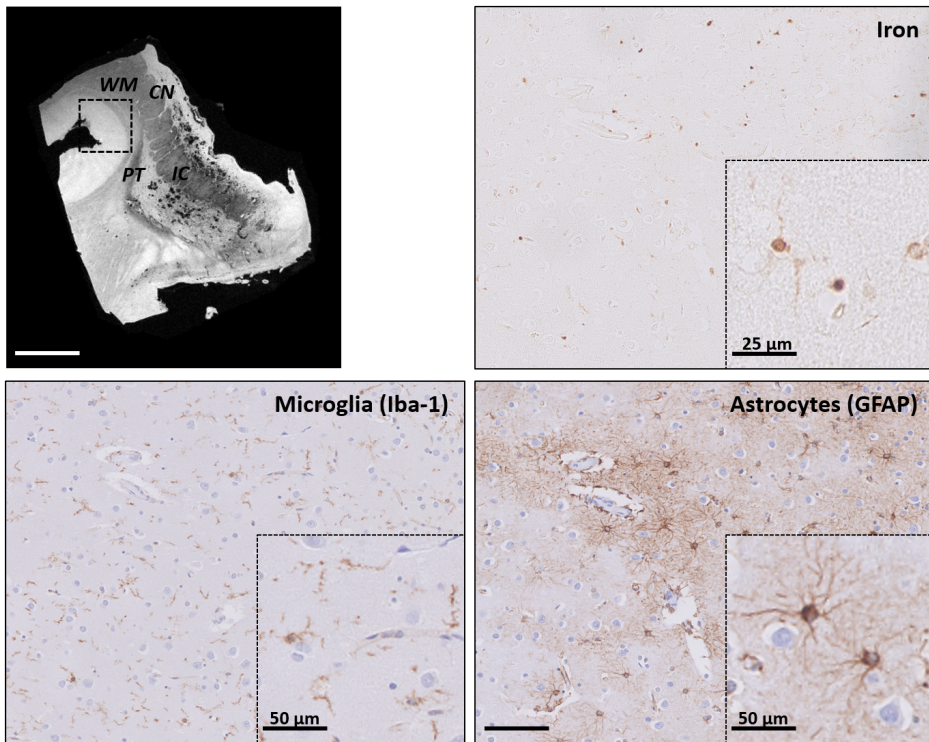 WM
CN
PT
IC
Iron
25 µm
Microglia (Iba-1)
50 µm
Astrocytes (GFAP)
50 µm